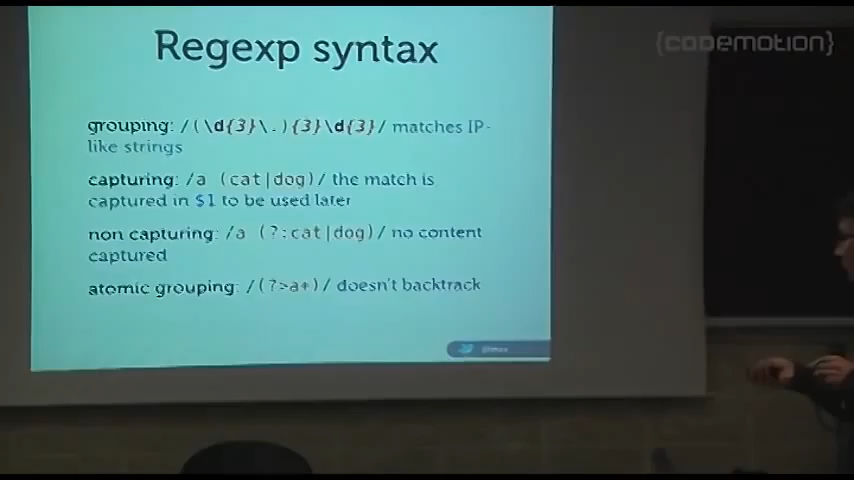 Regexp syntax
{codemotion}
grouping: /(\d{3}\.){3}\d{3}/ matches IP-
like strings
capturing: /a (cat|dog)/ the match is
captured in $1 to be used later
non capturing: /a (?:cat|dog)/ no content
captured
atomic grouping: /(?>a+)/ doesn't backtrack